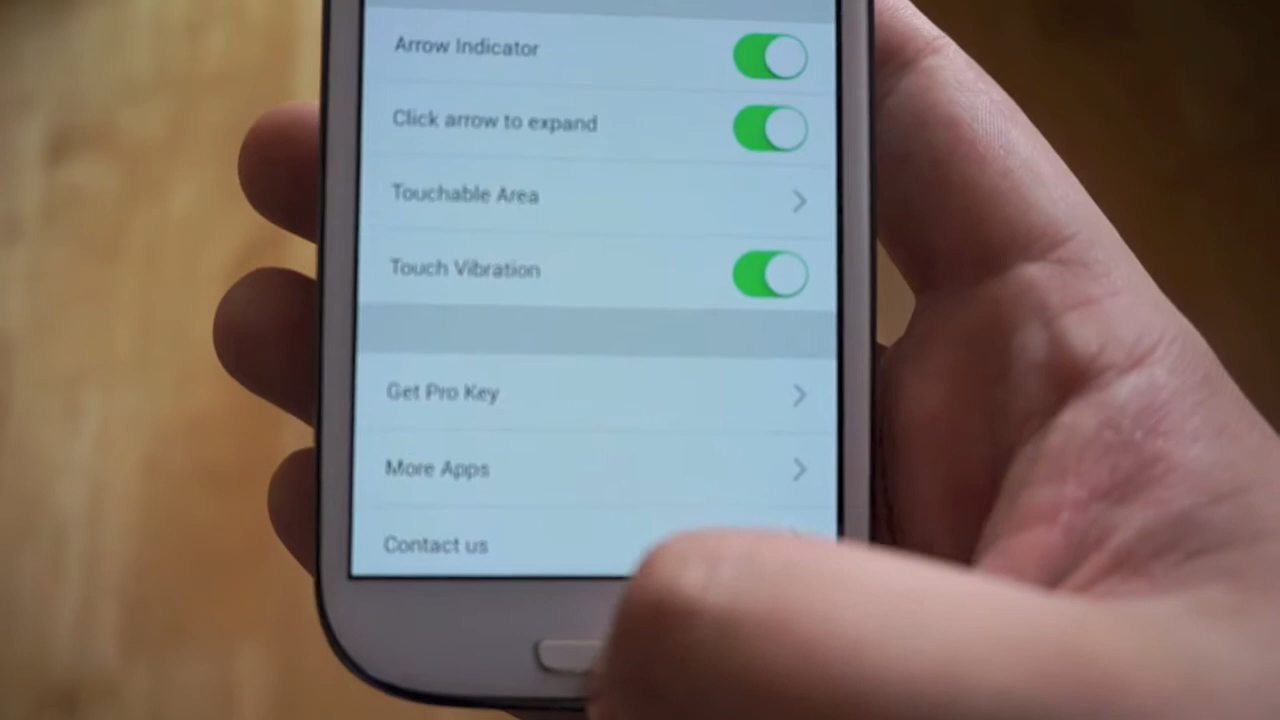 Arrow Indicator
Click arrow to expand
Touchable Area
Touch Vibration
Get Pro Key
More Apps
Contact us